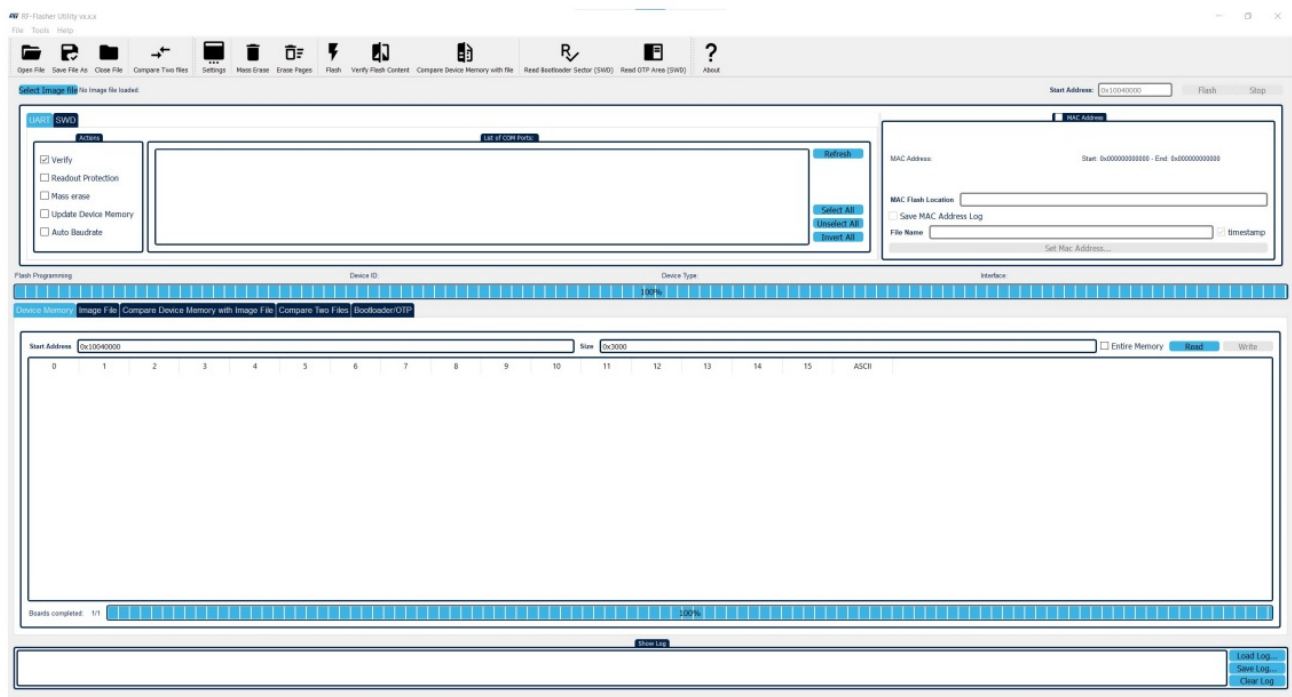 RF-Flasher Utility vx.x.x
File Tools Help
Open File Save File As Close File Compare Two files Settings Mass Erase Erase Pages Flash Verify Flash Content Compare Device Memory with file Read Bootloader Sector (SWD) Read OTP Area (SWD) About
Select Image file No Image file loaded. Start Address: 0x10040000 Flash Stop
UART SWD MAC Address
Actions List of COM Ports:
Verify Refresh MAC Address: Start: 0x000000000000 - End: 0x000000000000
Readout Protection
Mass erase MAC Flash Location
Update Device Memory Select All Save MAC Address Log
Auto Baudrate Unselect All File Name timestamp
Invert All Set Mac Address...
Flash Programming Device ID: Device Type: Interface
100%
Device Memory Image File Compare Device Memory with Image File Compare Two Files Bootloader/OTP
Start Address 0x10040000 Size 0x3000 Entire Memory Read Write
0 1 2 3 4 5 6 7 8 9 10 11 12 13 14 15 ASCII
Boards completed: 1/1 100%
Show Log
Load Log...
Save Log...
Clear Log